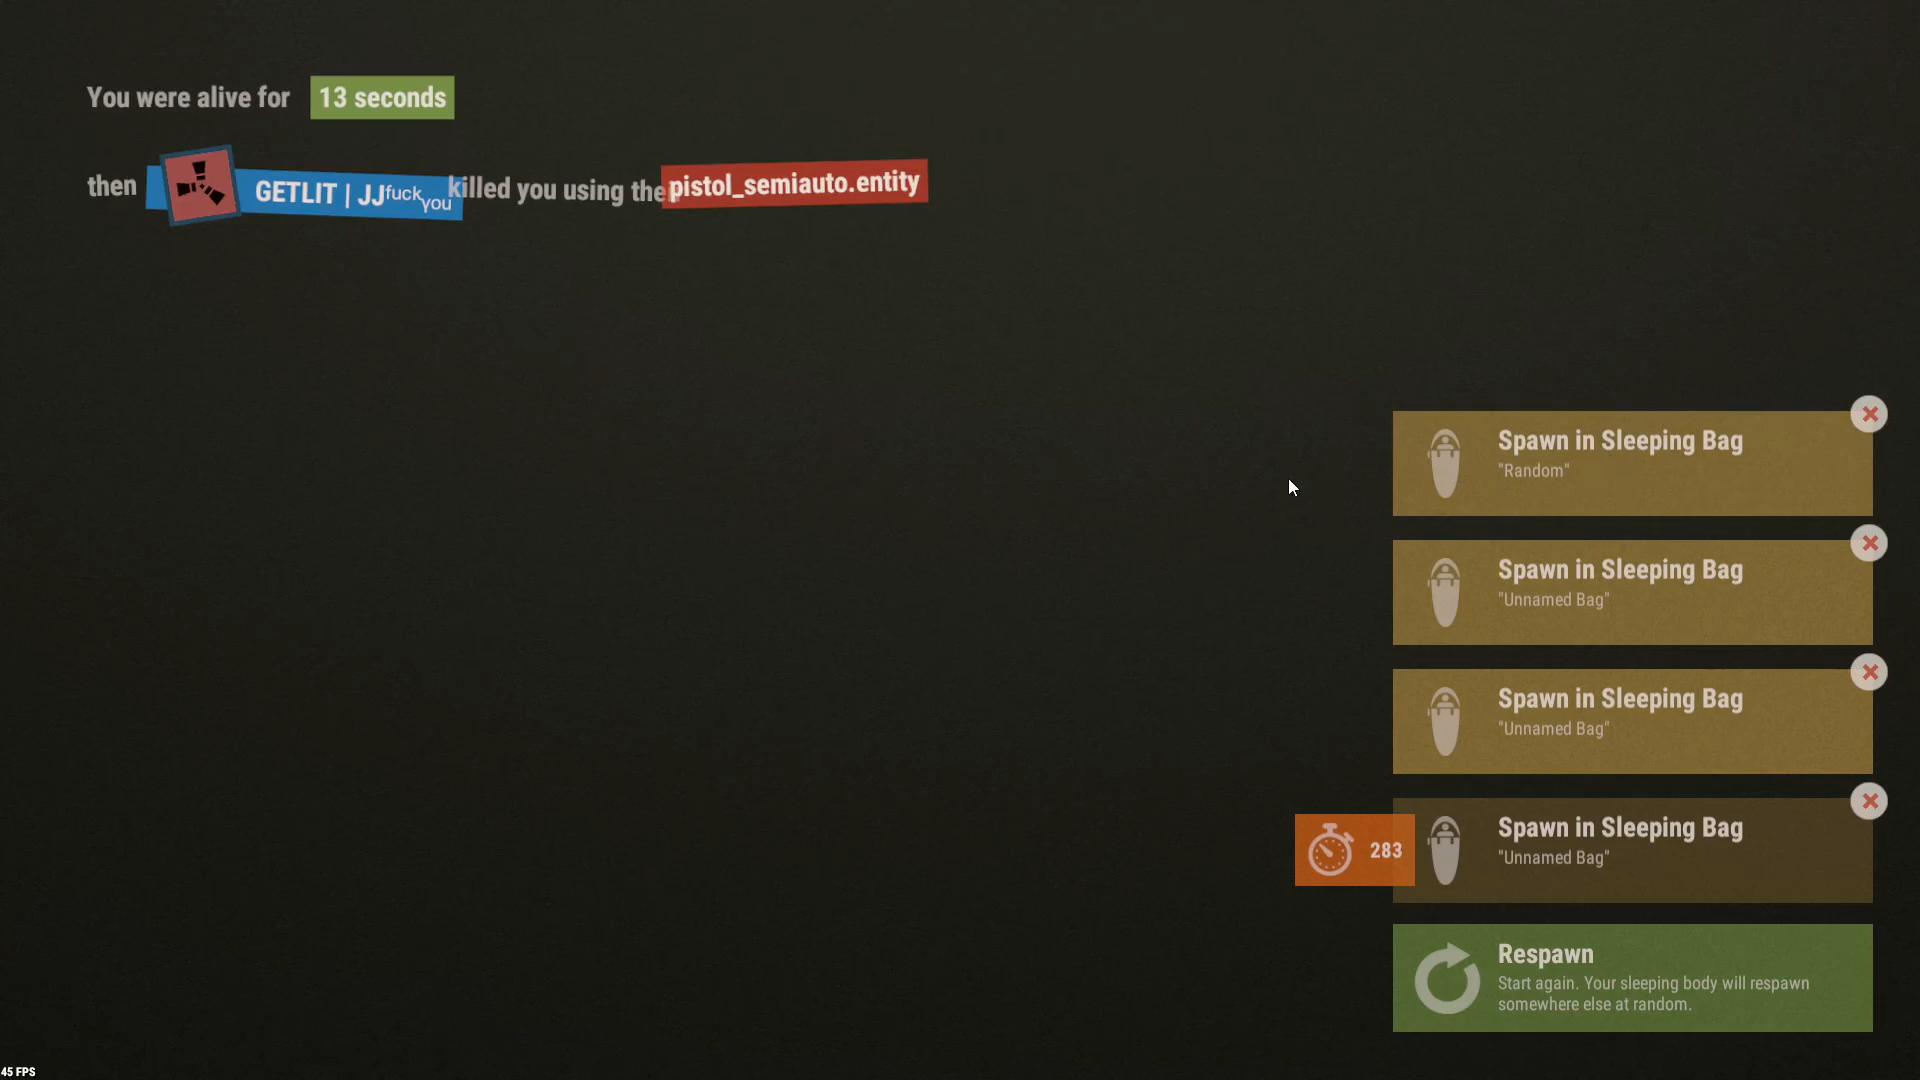 You were alive for 13 seconds
then GETLIT | JJfuck you killed you using the pistol_semiauto.entity
Spawn in Sleeping Bag
"Random"
Spawn in Sleeping Bag
"Unnamed Bag"
Spawn in Sleeping Bag
"Unnamed Bag"
283
Spawn in Sleeping Bag
"Unnamed Bag"
Respawn
Start again. Your sleeping body will respawn
somewhere else at random.
45 FPS